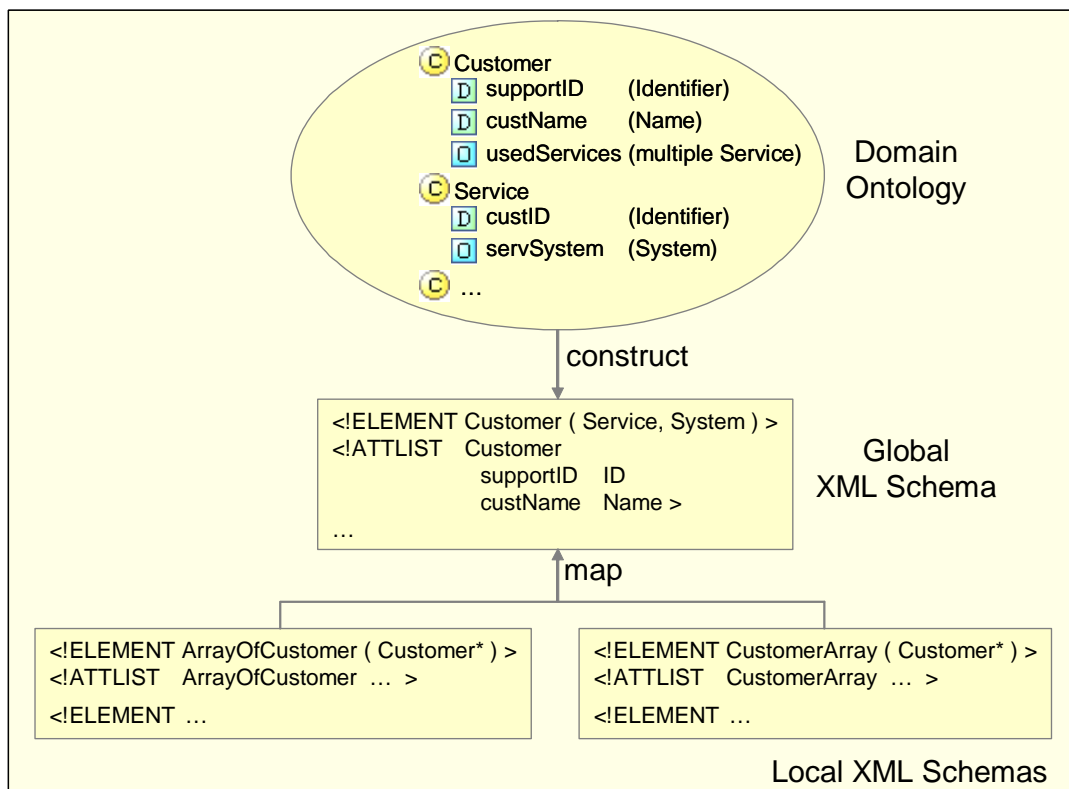 C Customer
D supportID (Identifier)
D custName (Name)
O usedServices (multiple Service)
C Service
D custID (Identifier)
O servSystem (System)
C …
Domain
Ontology
construct
<!ELEMENT Customer ( Service, System ) >
<!ATTLIST Customer
supportID ID
custName Name >
…
Global
XML Schema
map
<!ELEMENT ArrayOfCustomer ( Customer* ) >
<!ATTLIST ArrayOfCustomer … >
<!ELEMENT …
<!ELEMENT CustomerArray ( Customer* ) >
<!ATTLIST CustomerArray … >
<!ELEMENT …
Local XML Schemas